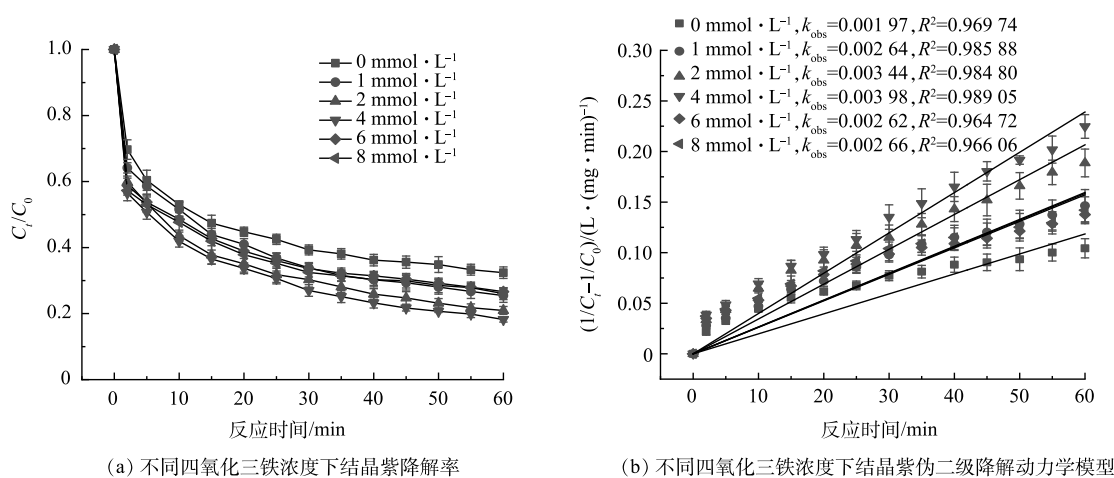 1.0
0.8
0.6
0.4
0.2
0
C_t/C_0
0 mmol·L⁻¹
1 mmol·L⁻¹
2 mmol·L⁻¹
4 mmol·L⁻¹
6 mmol·L⁻¹
8 mmol·L⁻¹
0 10 20 30 40 50 60
反应时间/min
(a) 不同四氧化三铁浓度下结晶紫降解率
0 mmol·L⁻¹,k_obs=0.001 97,R²=0.969 74
1 mmol·L⁻¹,k_obs=0.002 64,R²=0.985 88
2 mmol·L⁻¹,k_obs=0.003 44,R²=0.984 80
4 mmol·L⁻¹,k_obs=0.003 98,R²=0.989 05
6 mmol·L⁻¹,k_obs=0.002 62,R²=0.964 72
8 mmol·L⁻¹,k_obs=0.002 66,R²=0.966 06
0.30
0.25
0.20
0.15
0.10
0.05
0
(1/C_t−1/C_0)/(L·(mg·min)⁻¹)
0 10 20 30 40 50 60
反应时间/min
(b) 不同四氧化三铁浓度下结晶紫伪二级降解动力学模型